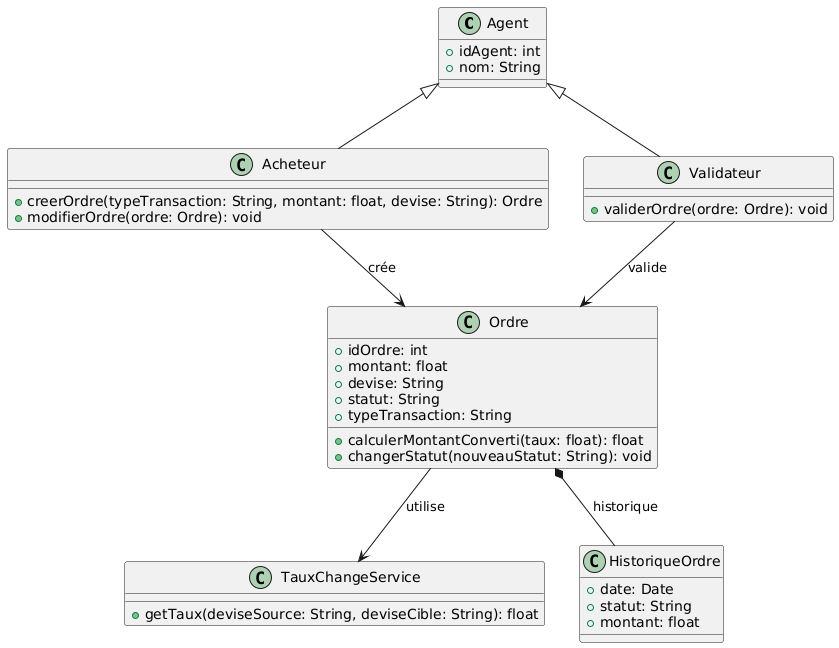 C Agent
idAgent: int
nom: String
C Acheteur
creerOrdre(typeTransaction: String, montant: float, devise: String): Ordre
modifierOrdre(ordre: Ordre): void
C Validateur
validerOrdre(ordre: Ordre): void
crée
valide
C Ordre
idOrdre: int
montant: float
devise: String
statut: String
typeTransaction: String
calculerMontantConverti(taux: float): float
changerStatut(nouveauStatut: String): void
utilise
historique
C TauxChangeService
getTaux(deviseSource: String, deviseCible: String): float
C HistoriqueOrdre
date: Date
statut: String
montant: float